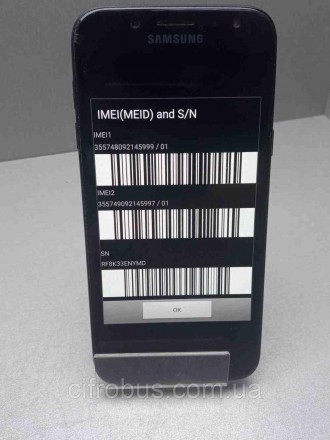 SAMSUNG
IMEI(MEID) and S/N
IMEI1
355748092145999 / 01
IMEI2
355749092145997 / 01
SN
RF8K33ENYMD
OK
cifrobus.com.ua